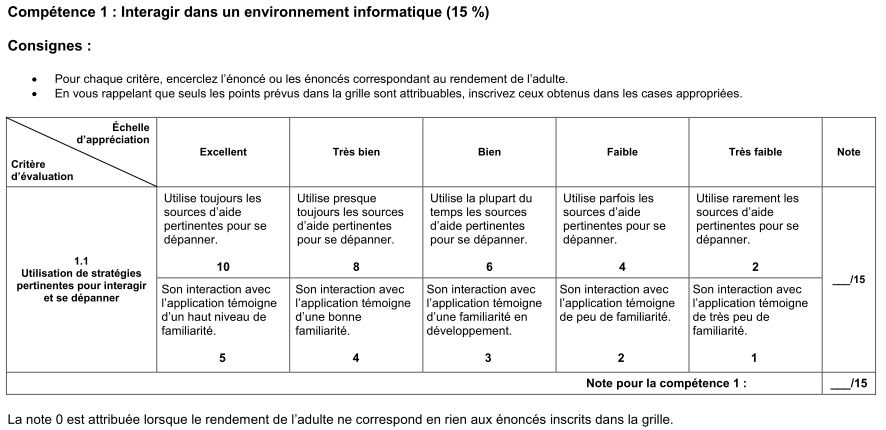 Compétence 1 : Interagir dans un environnement informatique (15 %)
Consignes :
• Pour chaque critère, encerclez l’énoncé ou les énoncés correspondant au rendement de l’adulte.
• En vous rappelant que seuls les points prévus dans la grille sont attribuables, inscrivez ceux obtenus dans les cases appropriées.
Échelle
d’appréciation
Critère
d’évaluation
Excellent
Très bien
Bien
Faible
Très faible
Note
1.1
Utilisation de stratégies
pertinentes pour interagir
et se dépanner
Utilise toujours les
sources d’aide
pertinentes pour se
dépanner.
10
Utilise presque
toujours les sources
d’aide pertinentes
pour se dépanner.
8
Utilise la plupart du
temps les sources
d’aide pertinentes
pour se dépanner.
6
Utilise parfois les
sources d’aide
pertinentes pour se
dépanner.
4
Utilise rarement les
sources d’aide
pertinentes pour se
dépanner.
2
___/15
Son interaction avec
l’application témoigne
d’un haut niveau de
familiarité.
5
Son interaction avec
l’application témoigne
d’une bonne
familiarité.
4
Son interaction avec
l’application témoigne
d’une familiarité en
développement.
3
Son interaction avec
l’application témoigne
de peu de familiarité.
2
Son interaction avec
l’application témoigne
de très peu de
familiarité.
1
Note pour la compétence 1 :
___/15
La note 0 est attribuée lorsque le rendement de l’adulte ne correspond en rien aux énoncés inscrits dans la grille.